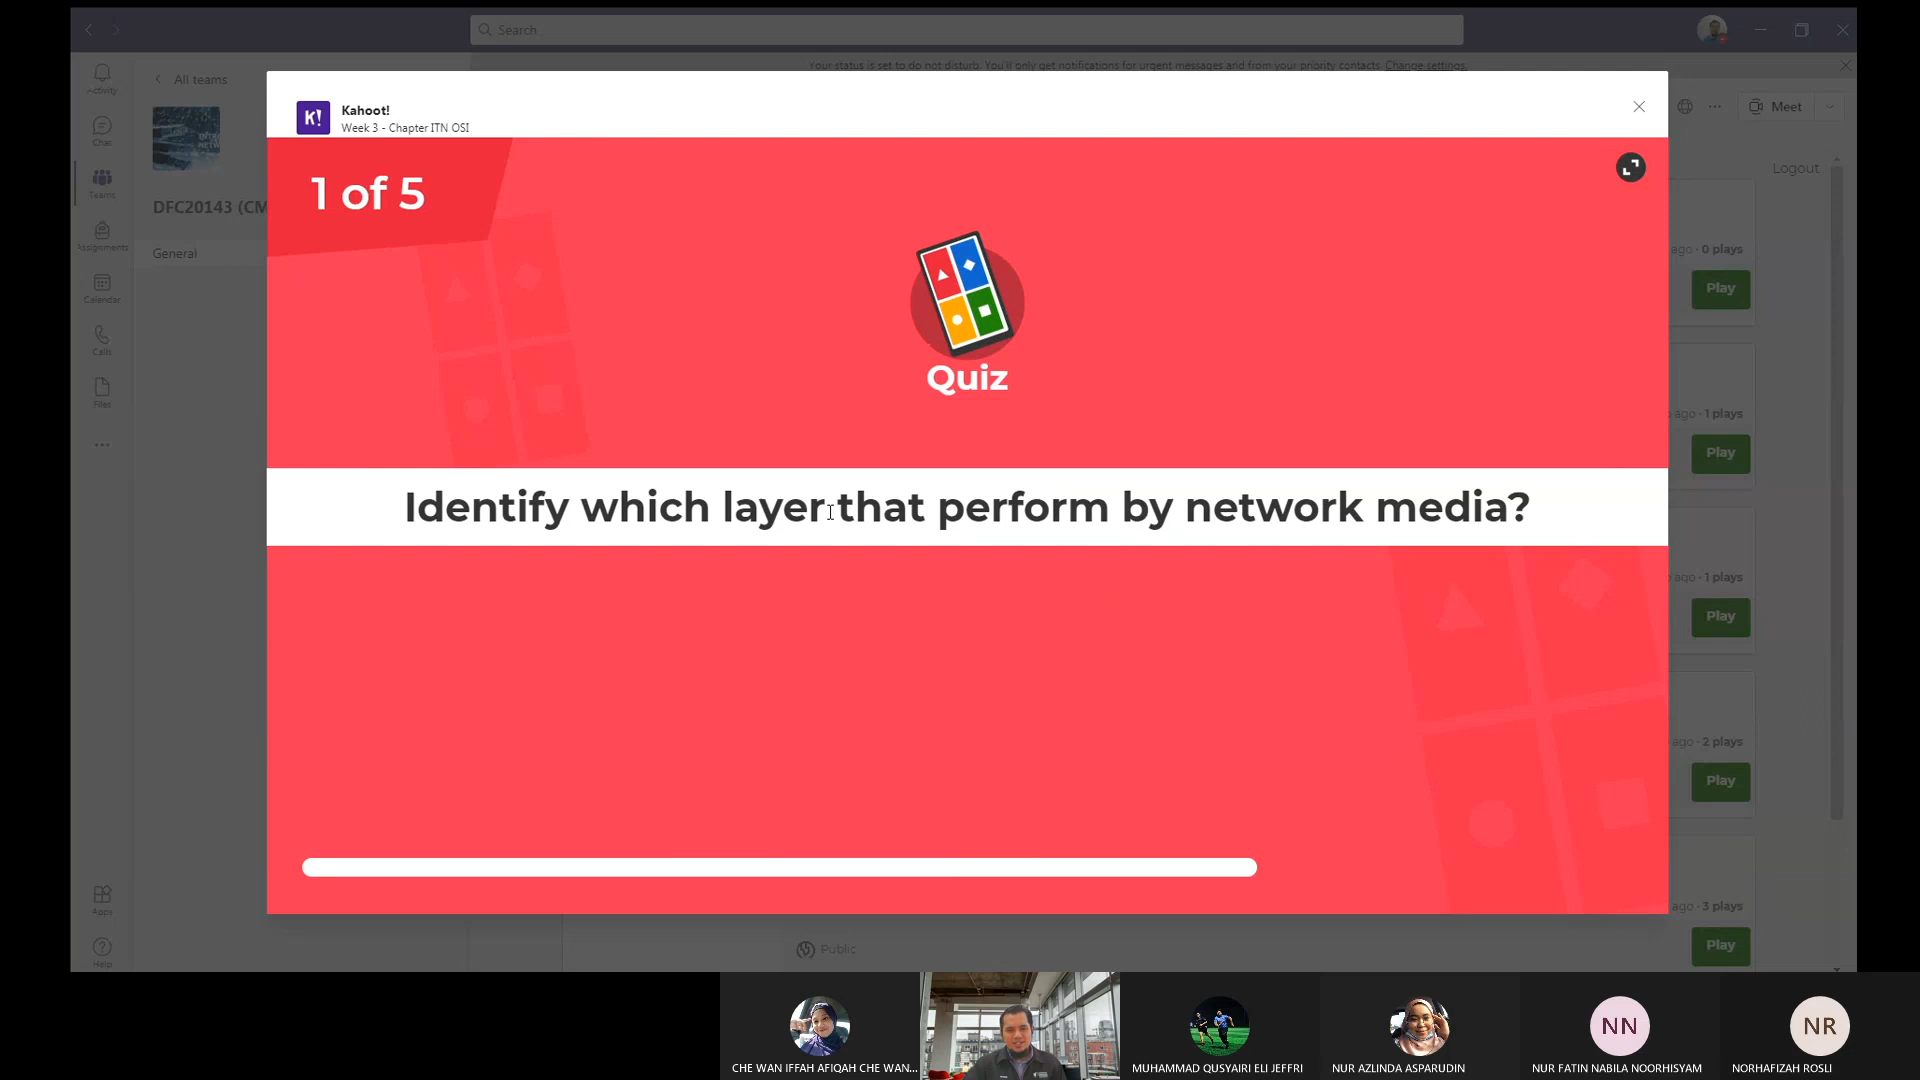 Search
Your status is set to do not disturb. You'll only get notifications for urgent messages and from your priority contacts. Change settings.
Activity
All teams
Kahoot!
Week 3 - Chapter ITN OSI
Meet
Chat
1 of 5
Logout
Teams
DFC20143 (CM
Assignments
ago · 0 plays
General
Calendar
Play
Calls
Quiz
ago · 1 plays
Files
Play
Identify which layer that perform by network media?
ago · 1 plays
Play
ago · 2 plays
Play
Apps
ago · 3 plays
Play
Public
Help
NN
NR
CHE WAN IFFAH AFIQAH CHE WAN...
MUHAMMAD QUSYAIRI ELI JEFFRI
NUR AZLINDA ASPARUDIN
NUR FATIN NABILA NOORHISYAM
NORHAFIZAH ROSLI